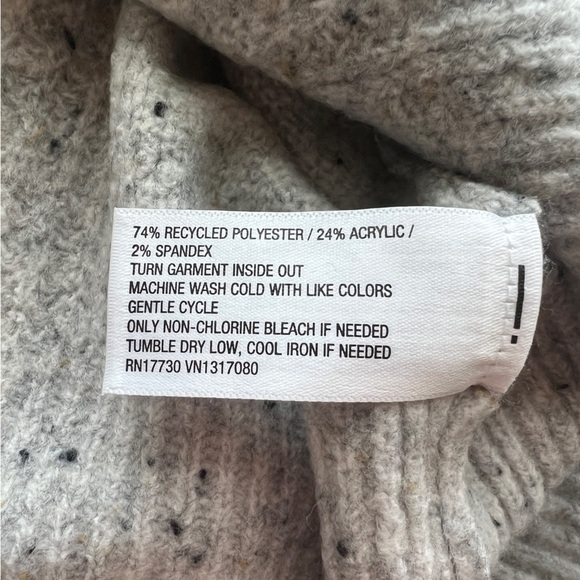 74% RECYCLED POLYESTER / 24% ACRYLIC /
2% SPANDEX
TURN GARMENT INSIDE OUT
MACHINE WASH COLD WITH LIKE COLORS
GENTLE CYCLE
ONLY NON-CHLORINE BLEACH IF NEEDED
TUMBLE DRY LOW, COOL IRON IF NEEDED
RN17730 VN1317080